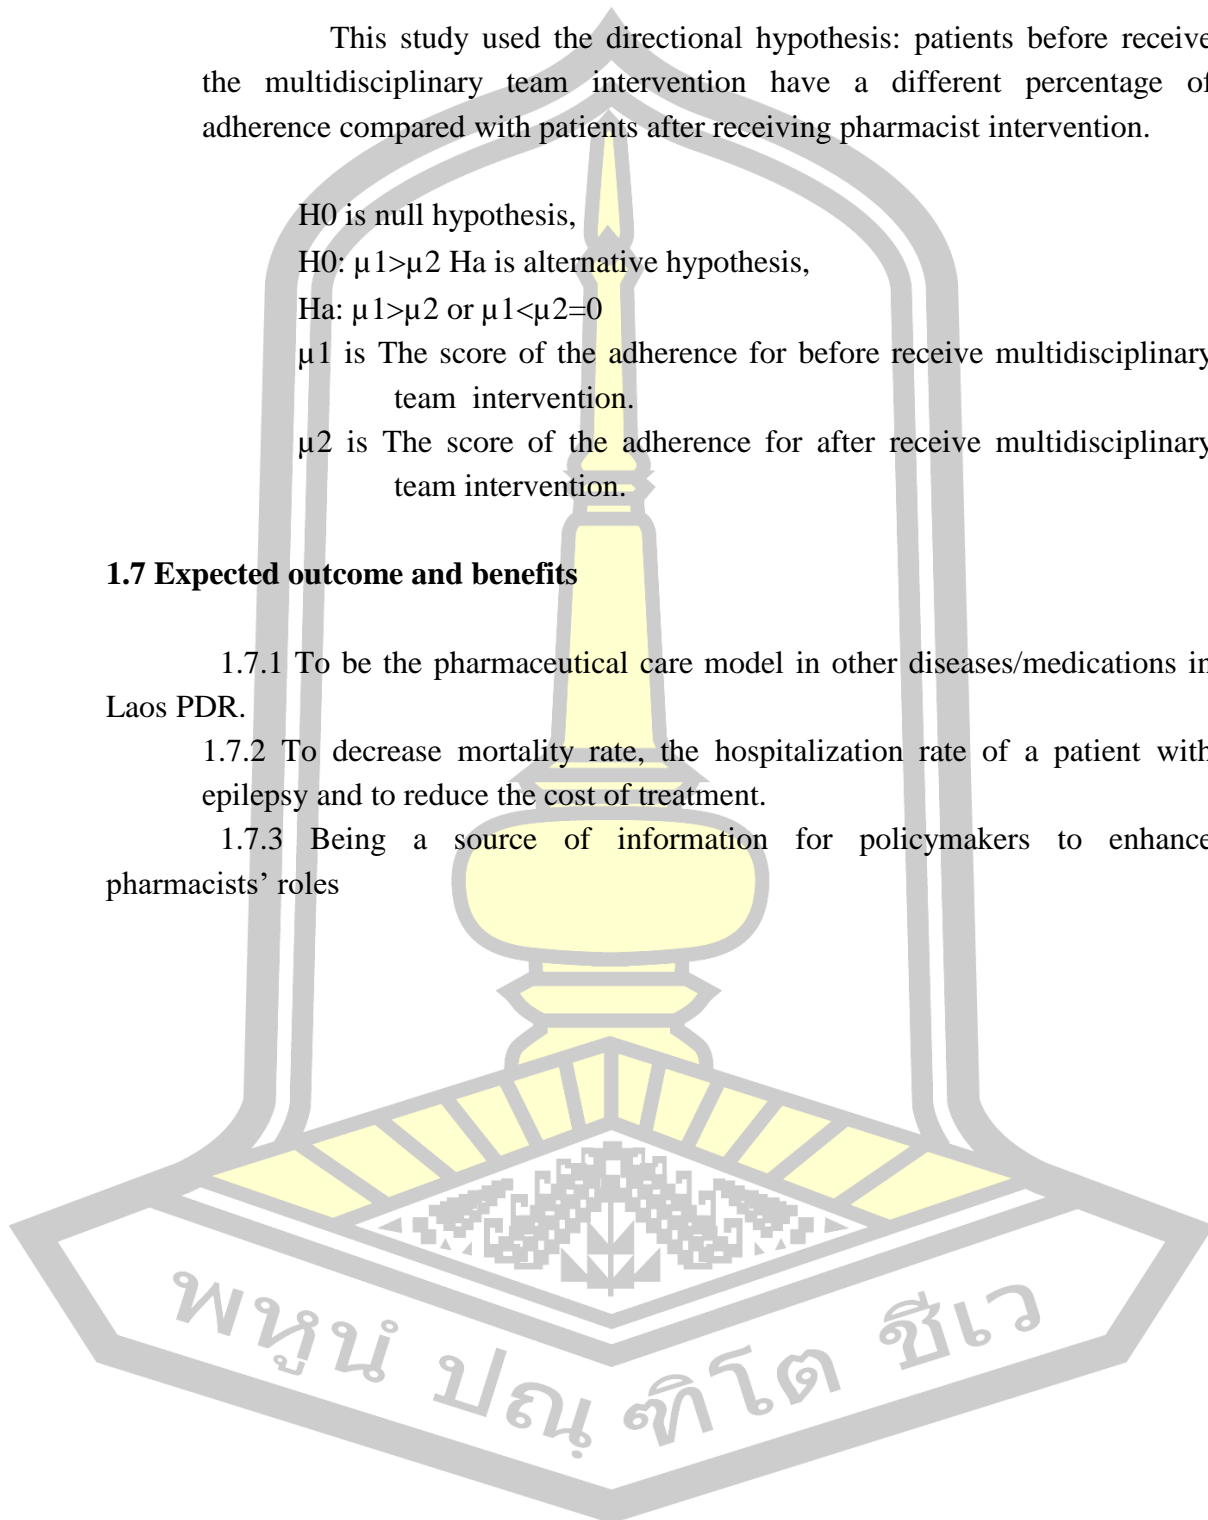 This study used the directional hypothesis: patients before receive
the multidisciplinary team intervention have a different percentage of
adherence compared with patients after receiving pharmacist intervention.
H0 is null hypothesis,
H0: µ1>µ2 Ha is alternative hypothesis,
Ha: µ1>µ2 or µ1<µ2=0
µ1 is The score of the adherence for before receive multidisciplinary
team intervention.
µ2 is The score of the adherence for after receive multidisciplinary
team intervention.
1.7 Expected outcome and benefits
1.7.1 To be the pharmaceutical care model in other diseases/medications in
Laos PDR.
1.7.2 To decrease mortality rate, the hospitalization rate of a patient with
epilepsy and to reduce the cost of treatment.
1.7.3 Being a source of information for policymakers to enhance
pharmacists’ roles
พหูนํ ปณฺฑิโต ชีเว